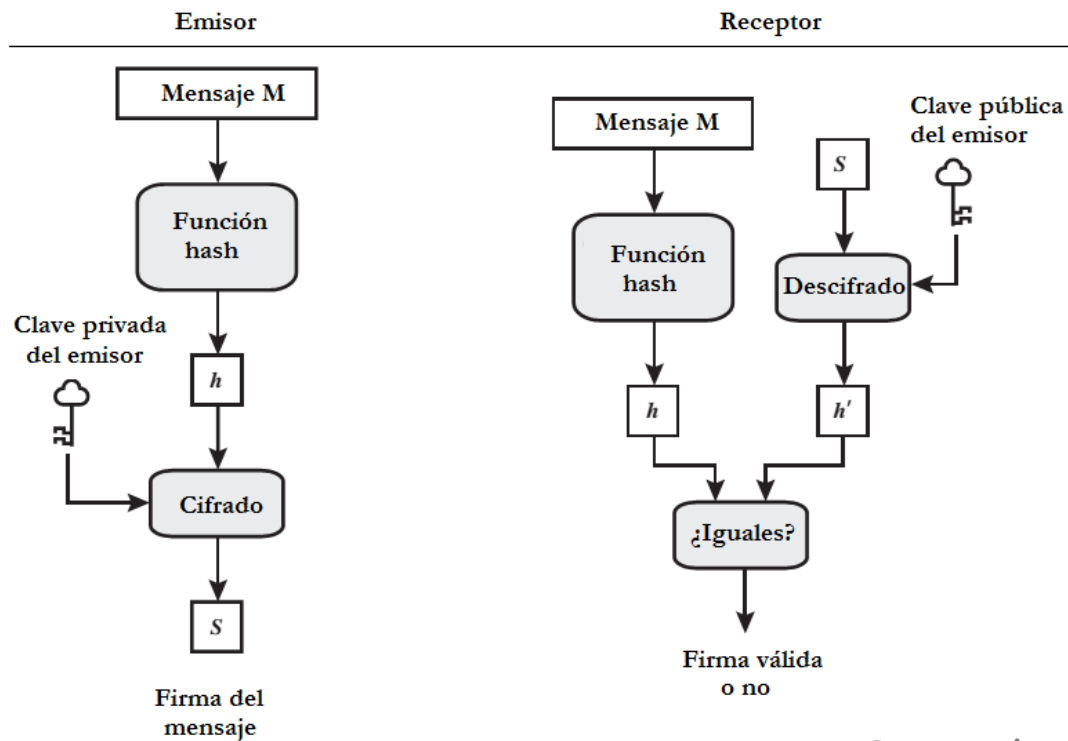 Emisor
Receptor
Mensaje M
Función
hash
Clave privada
del emisor
h
Cifrado
S
Firma del
mensaje
Mensaje M
Clave pública
del emisor
S
Función
hash
Descifrado
h
h'
¿Iguales?
Firma válida
o no